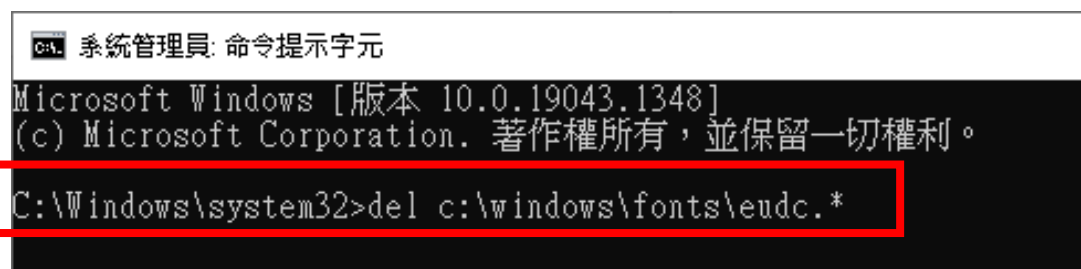 系統管理員: 命令提示字元
Microsoft Windows [版本 10.0.19043.1348]
(c) Microsoft Corporation. 著作權所有，並保留一切權利。
C:\Windows\system32>del c:\windows\fonts\eudc.*